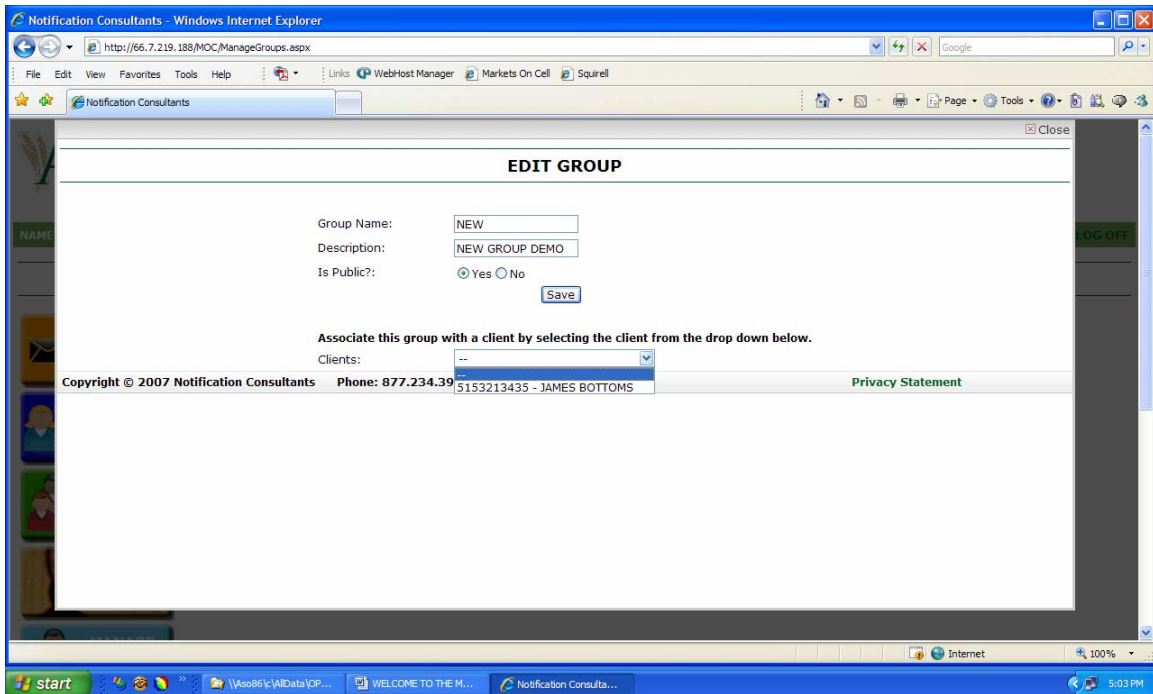 Notification Consultants - Windows Internet Explorer
http://66.7.219.188/MOC/ManageGroups.aspx
Google
File Edit View Favorites Tools Help
Links WebHost Manager Markets On Cell Squirell
Notification Consultants
Page Tools
Close
EDIT GROUP
NAME
LOG OFF
Group Name: NEW
Description: NEW GROUP DEMO
Is Public?: Yes No
Save
Associate this group with a client by selecting the client from the drop down below.
Clients: --
--
5153213435 - JAMES BOTTOMS
Copyright © 2007 Notification Consultants Phone: 877.234.39 Privacy Statement
MANAGE
Internet 100%
start \\Aso86\c\AllData\OP... WELCOME TO THE M... Notification Consulta... 5:03 PM